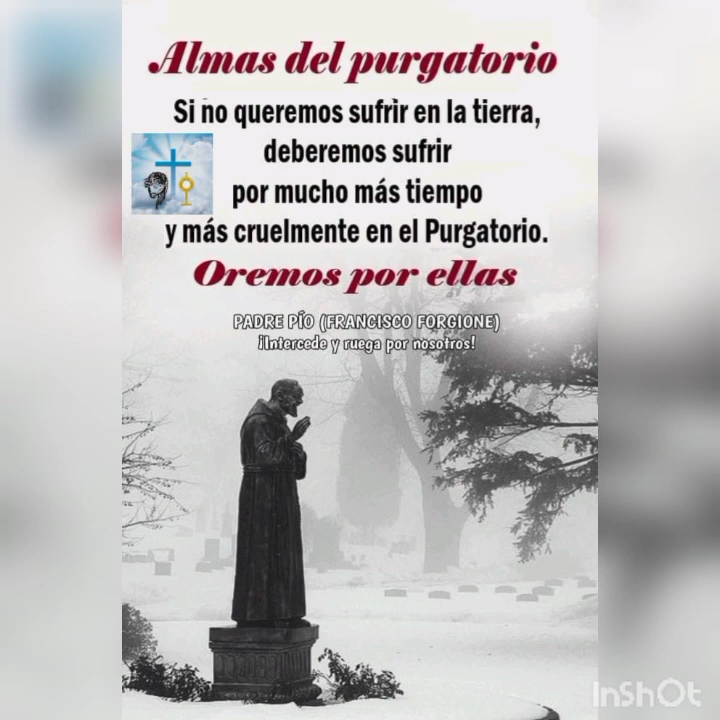 Almas del purgatorio
Si no queremos sufrir en la tierra,
deberemos sufrir
por mucho más tiempo
y más cruelmente en el Purgatorio.
Oremos por ellas
PADRE PÍO (FRANCISCO FORGIONE)
¡Intercede y ruega por nosotros!
InShOt